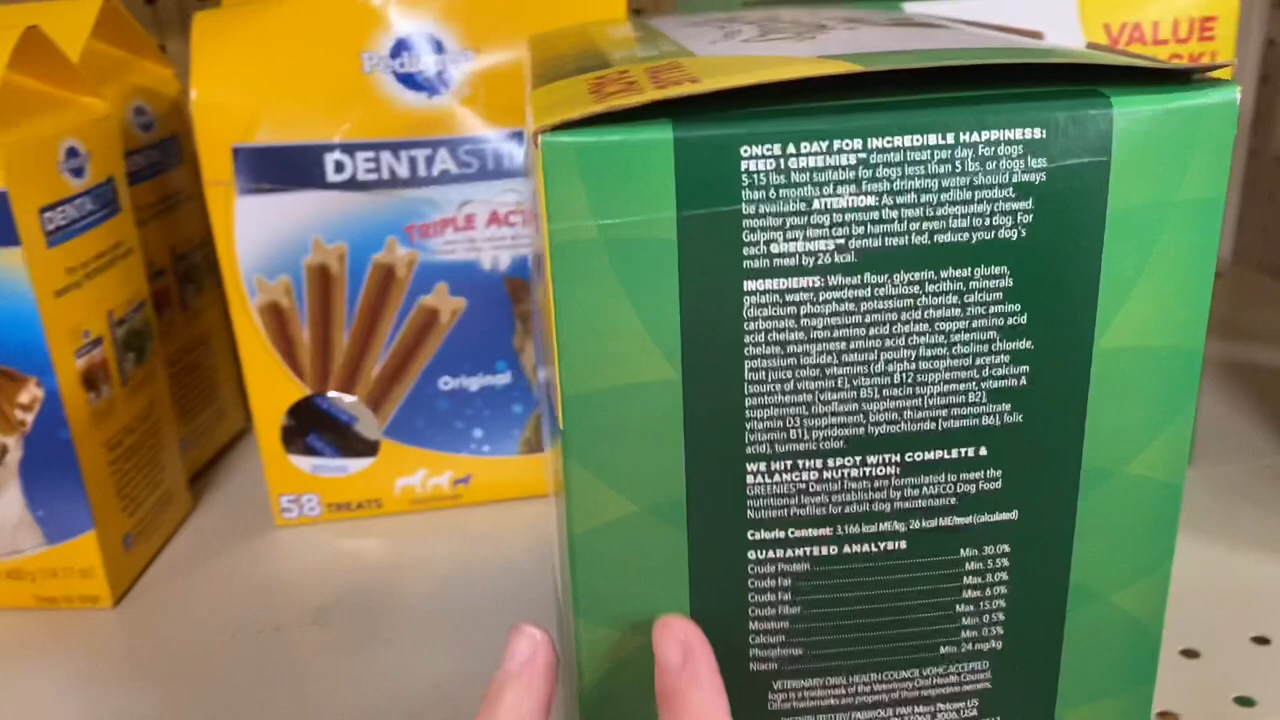 VALUE
Pedigree
DENTASTIX
TRIPLE ACT
Original
58 TREATS
DENTAST
VALUE
PACK!
ONCE A DAY FOR INCREDIBLE HAPPINESS:
FEED 1 GREENIES™ dental treat per day. For dogs
5-15 lbs. Not suitable for dogs less than 5 lbs. or dogs less
than 6 months of age. Fresh drinking water should always
be available. ATTENTION: As with any edible product,
monitor your dog to ensure the treat is adequately chewed.
Gulping any item can be harmful or even fatal to a dog. For
each GREENIES™ dental treat fed, reduce your dog's
main meal by 26 kcal.
INGREDIENTS: Wheat flour, glycerin, wheat gluten,
gelatin, water, powdered cellulose, lecithin, minerals
(dicalcium phosphate, potassium chloride, calcium
carbonate, magnesium amino acid chelate, zinc amino
acid chelate, iron amino acid chelate, copper amino acid
chelate, manganese amino acid chelate, selenium,
potassium iodide), natural poultry flavor, choline chloride,
fruit juice color, vitamins (dl-alpha tocopherol acetate
[source of vitamin E], vitamin B12 supplement, d-calcium
pantothenate [vitamin B5], niacin supplement, vitamin A
supplement, riboflavin supplement [vitamin B2],
vitamin D3 supplement, biotin, thiamine mononitrate
[vitamin B1], pyridoxine hydrochloride [vitamin B6], folic
acid), turmeric color.
WE HIT THE SPOT WITH COMPLETE &
BALANCED NUTRITION:
GREENIES™ Dental Treats are formulated to meet the
nutritional levels established by the AAFCO Dog Food
Nutrient Profiles for adult dog maintenance.
Calorie Content: 3,166 kcal ME/kg; 26 kcal ME/treat (calculated)
GUARANTEED ANALYSIS
Crude Protein Min. 30.0%
Crude Fat Min. 5.5%
Crude Fat Max. 8.0%
Crude Fiber Max. 6.0%
Moisture Max. 15.0%
Calcium Min. 0.5%
Phosphorus Min. 0.3%
Niacin Min. 24 mg/kg
VETERINARY ORAL HEALTH COUNCIL VOHC ACCEPTED
logo is a trademark of the Veterinary Oral Health Council.
Other trademarks are property of their respective owners.
DISTRIBUTED BY/ FABRIQUÉ PAR Mars Petcare US